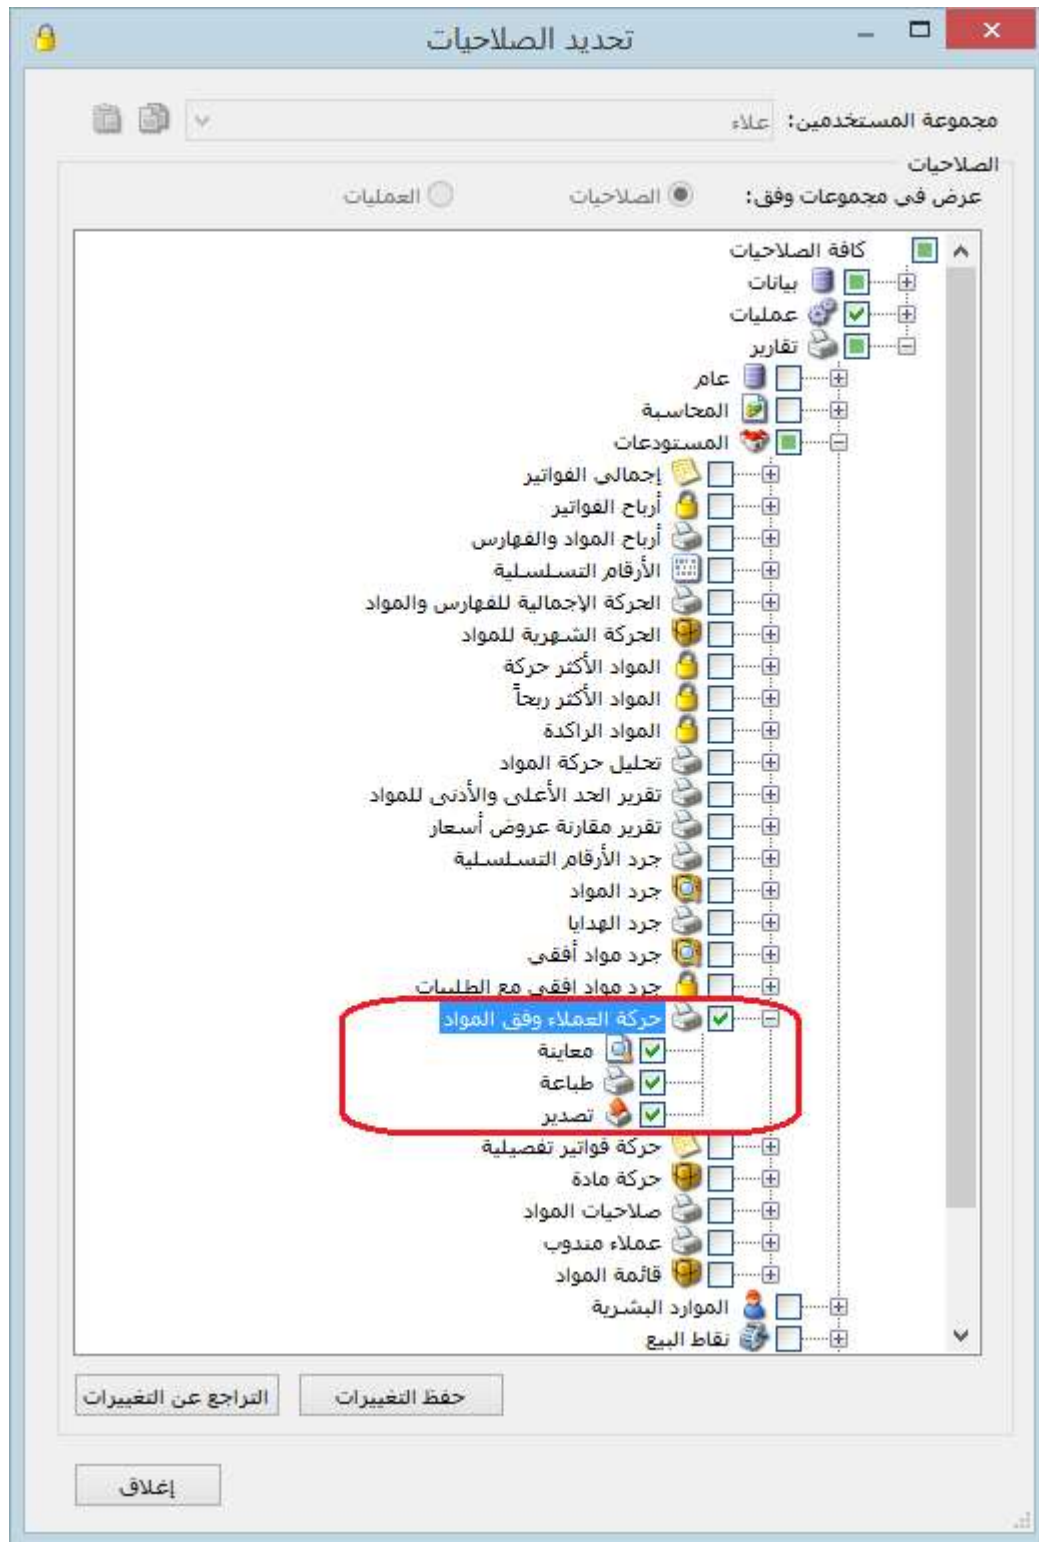 تحديد الصلاحيات
مجموعة المستخدمين: علاء
الصلاحيات
عرض في مجموعات وفق: الصلاحيات العمليات
كافة الصلاحيات
بيانات
عمليات
تقارير
عام
المحاسبة
المستودعات
إجمالي الفواتير
أرباح الفواتير
أرباح المواد والفهارس
الأرقام التسلسلية
الحركة الإجمالية للفهارس والمواد
الحركة الشهرية للمواد
المواد الأكثر حركة
المواد الأكثر ربحاً
المواد الراكدة
تحليل حركة المواد
تقرير الحد الأعلى والأدنى للمواد
تقرير مقارنة عروض أسعار
جرد الأرقام التسلسلية
جرد المواد
جرد الهدايا
جرد مواد أفقي
جرد مواد افقي مع الطلبيات
حركة العملاء وفق المواد
معاينة
طباعة
تصدير
حركة فواتير تفصيلية
حركة مادة
صلاحيات المواد
عملاء مندوب
قائمة المواد
الموارد البشرية
نقاط البيع
حفظ التغييرات التراجع عن التغييرات
إغلاق